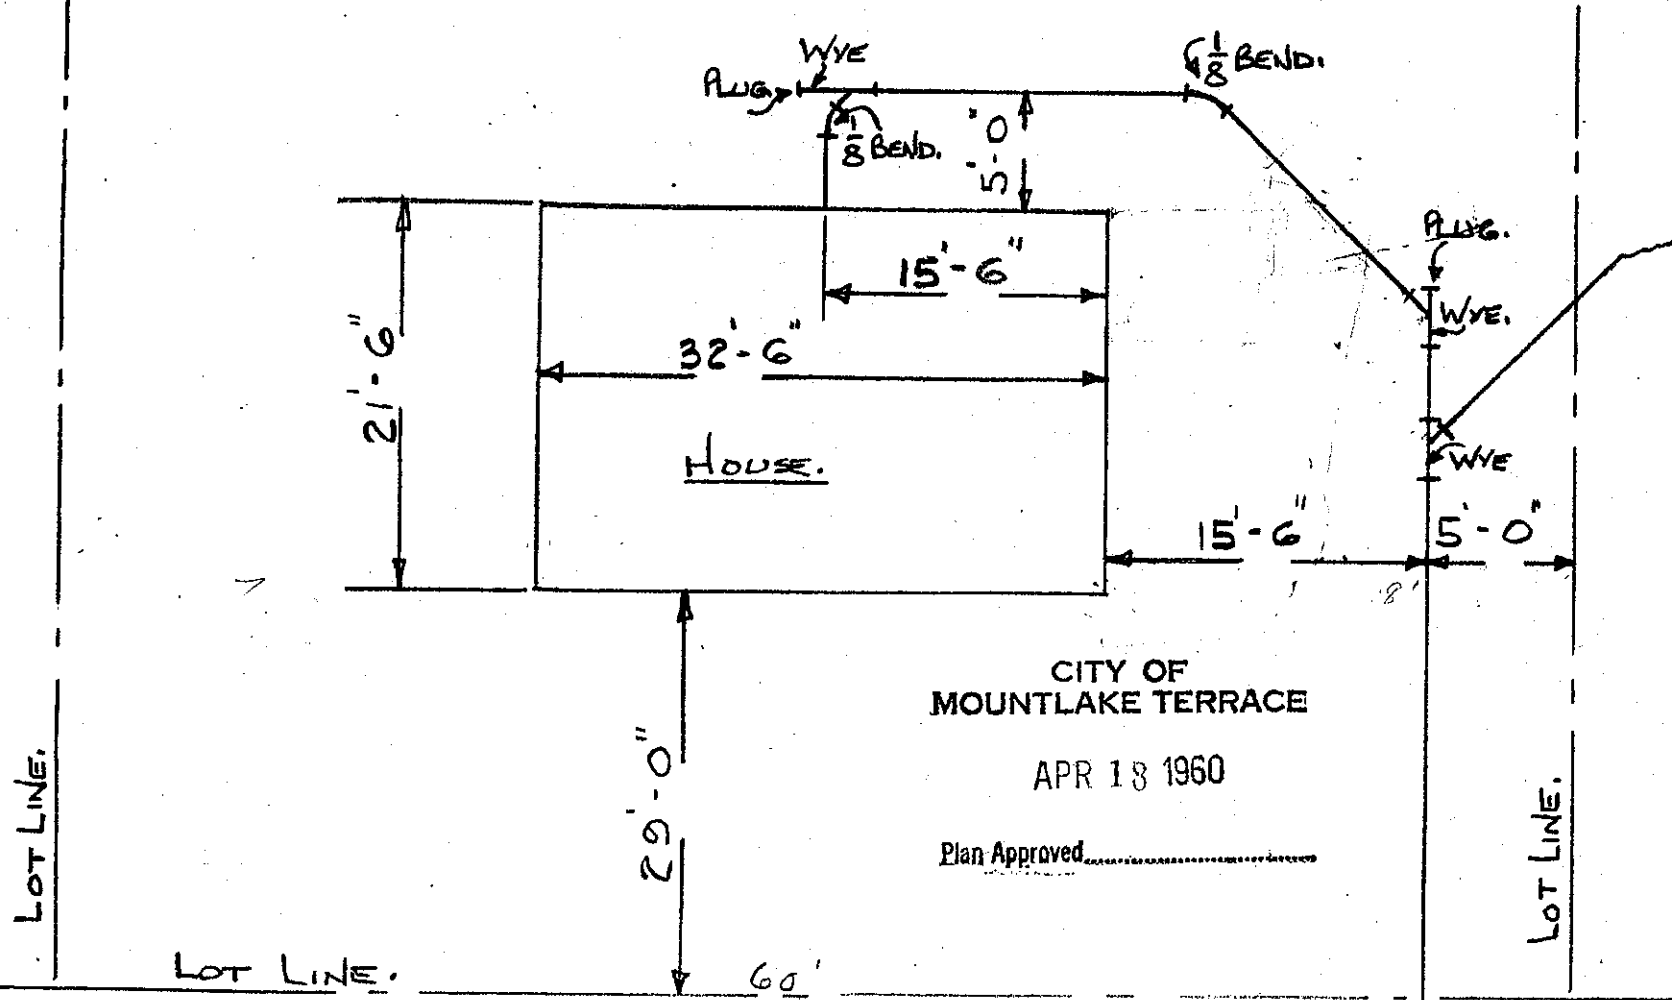 WYE
PLUG.
1/8 BEND.
1/8 BEND.
5'-0"
PLUG.
WYE.
15'-6"
21'-6"
32'-6"
HOUSE.
WYE
15'-6"
5'-0"
8'
CITY OF
MOUNTLAKE TERRACE
APR 18 1960
Plan Approved
29'-0"
LOT LINE.
LOT LINE.
LOT LINE.
60'